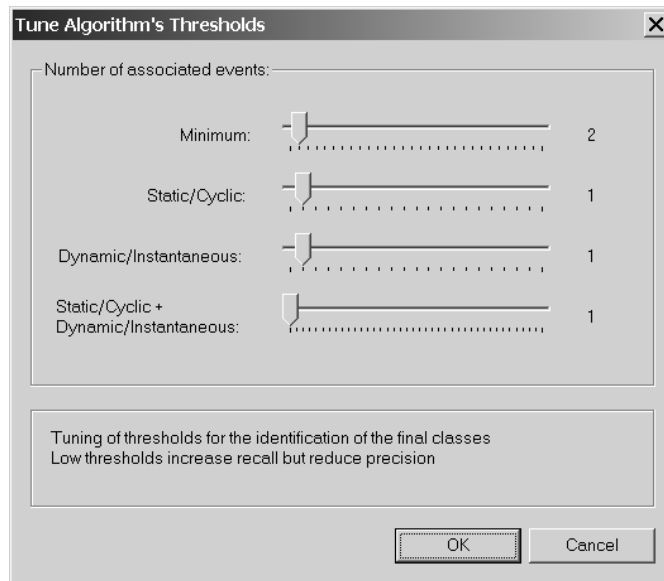 Tune Algorithm's Thresholds
Number of associated events:
Minimum: 2
Static/Cyclic: 1
Dynamic/Instantaneous: 1
Static/Cyclic +
Dynamic/Instantaneous: 1
Tuning of thresholds for the identification of the final classes
Low thresholds increase recall but reduce precision
OK Cancel